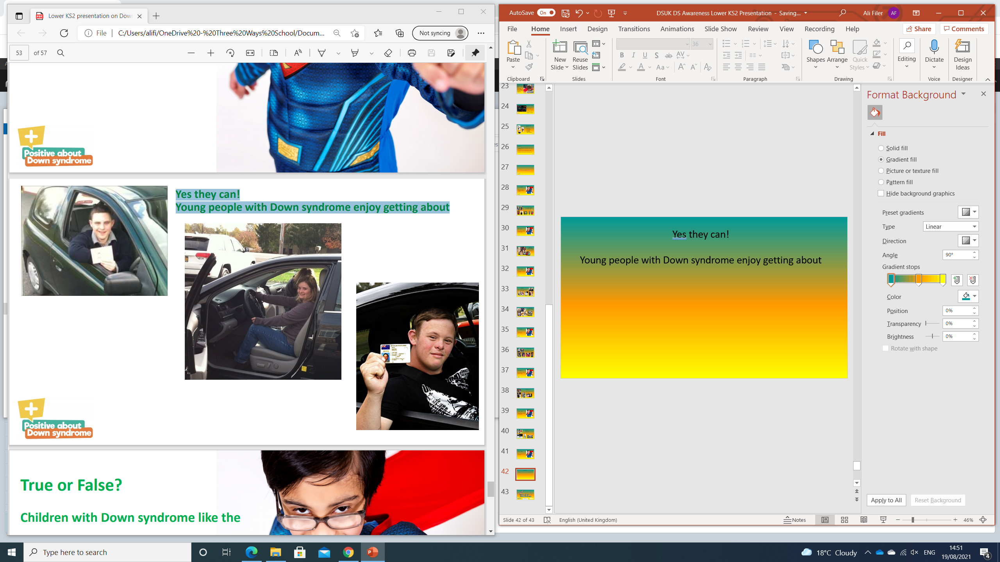 Lower KS2 presentation on Dow
File
C:/Users/alifi/OneDrive%20-%20Three%20Ways%20School/Docum...
Not syncing
53 of 57
Positive about
Down syndrome
Yes they can!
Young people with Down syndrome enjoy getting about
Positive about
Down syndrome
True or False?
Children with Down syndrome like the
AutoSave On
DSUK DS Awareness Lower KS2 Presentation - Saving...
Ali Filer AF
File Home Insert Design Transitions Animations Slide Show Review View Recording Help
Share Comments
Paste
New Slide
Reuse Slides
36
Shapes Arrange Quick Styles
Editing
Dictate
Design Ideas
Clipboard Slides Font Paragraph Drawing Voice Designer
23
24
25
26
27
28
29
30
31
32
33
34
35
36
37
38
39
40
41
42
43
Yes they can!
Young people with Down syndrome enjoy getting about
Format Background
Fill
Solid fill
Gradient fill
Picture or texture fill
Pattern fill
Hide background graphics
Preset gradients
Type Linear
Direction
Angle 90°
Gradient stops
Color
Position 0%
Transparency 0%
Brightness 0%
Rotate with shape
Apply to All Reset Background
Slide 42 of 43 English (United Kingdom) Notes 46%
Type here to search
18°C Cloudy ENG
14:51
19/08/2021
4